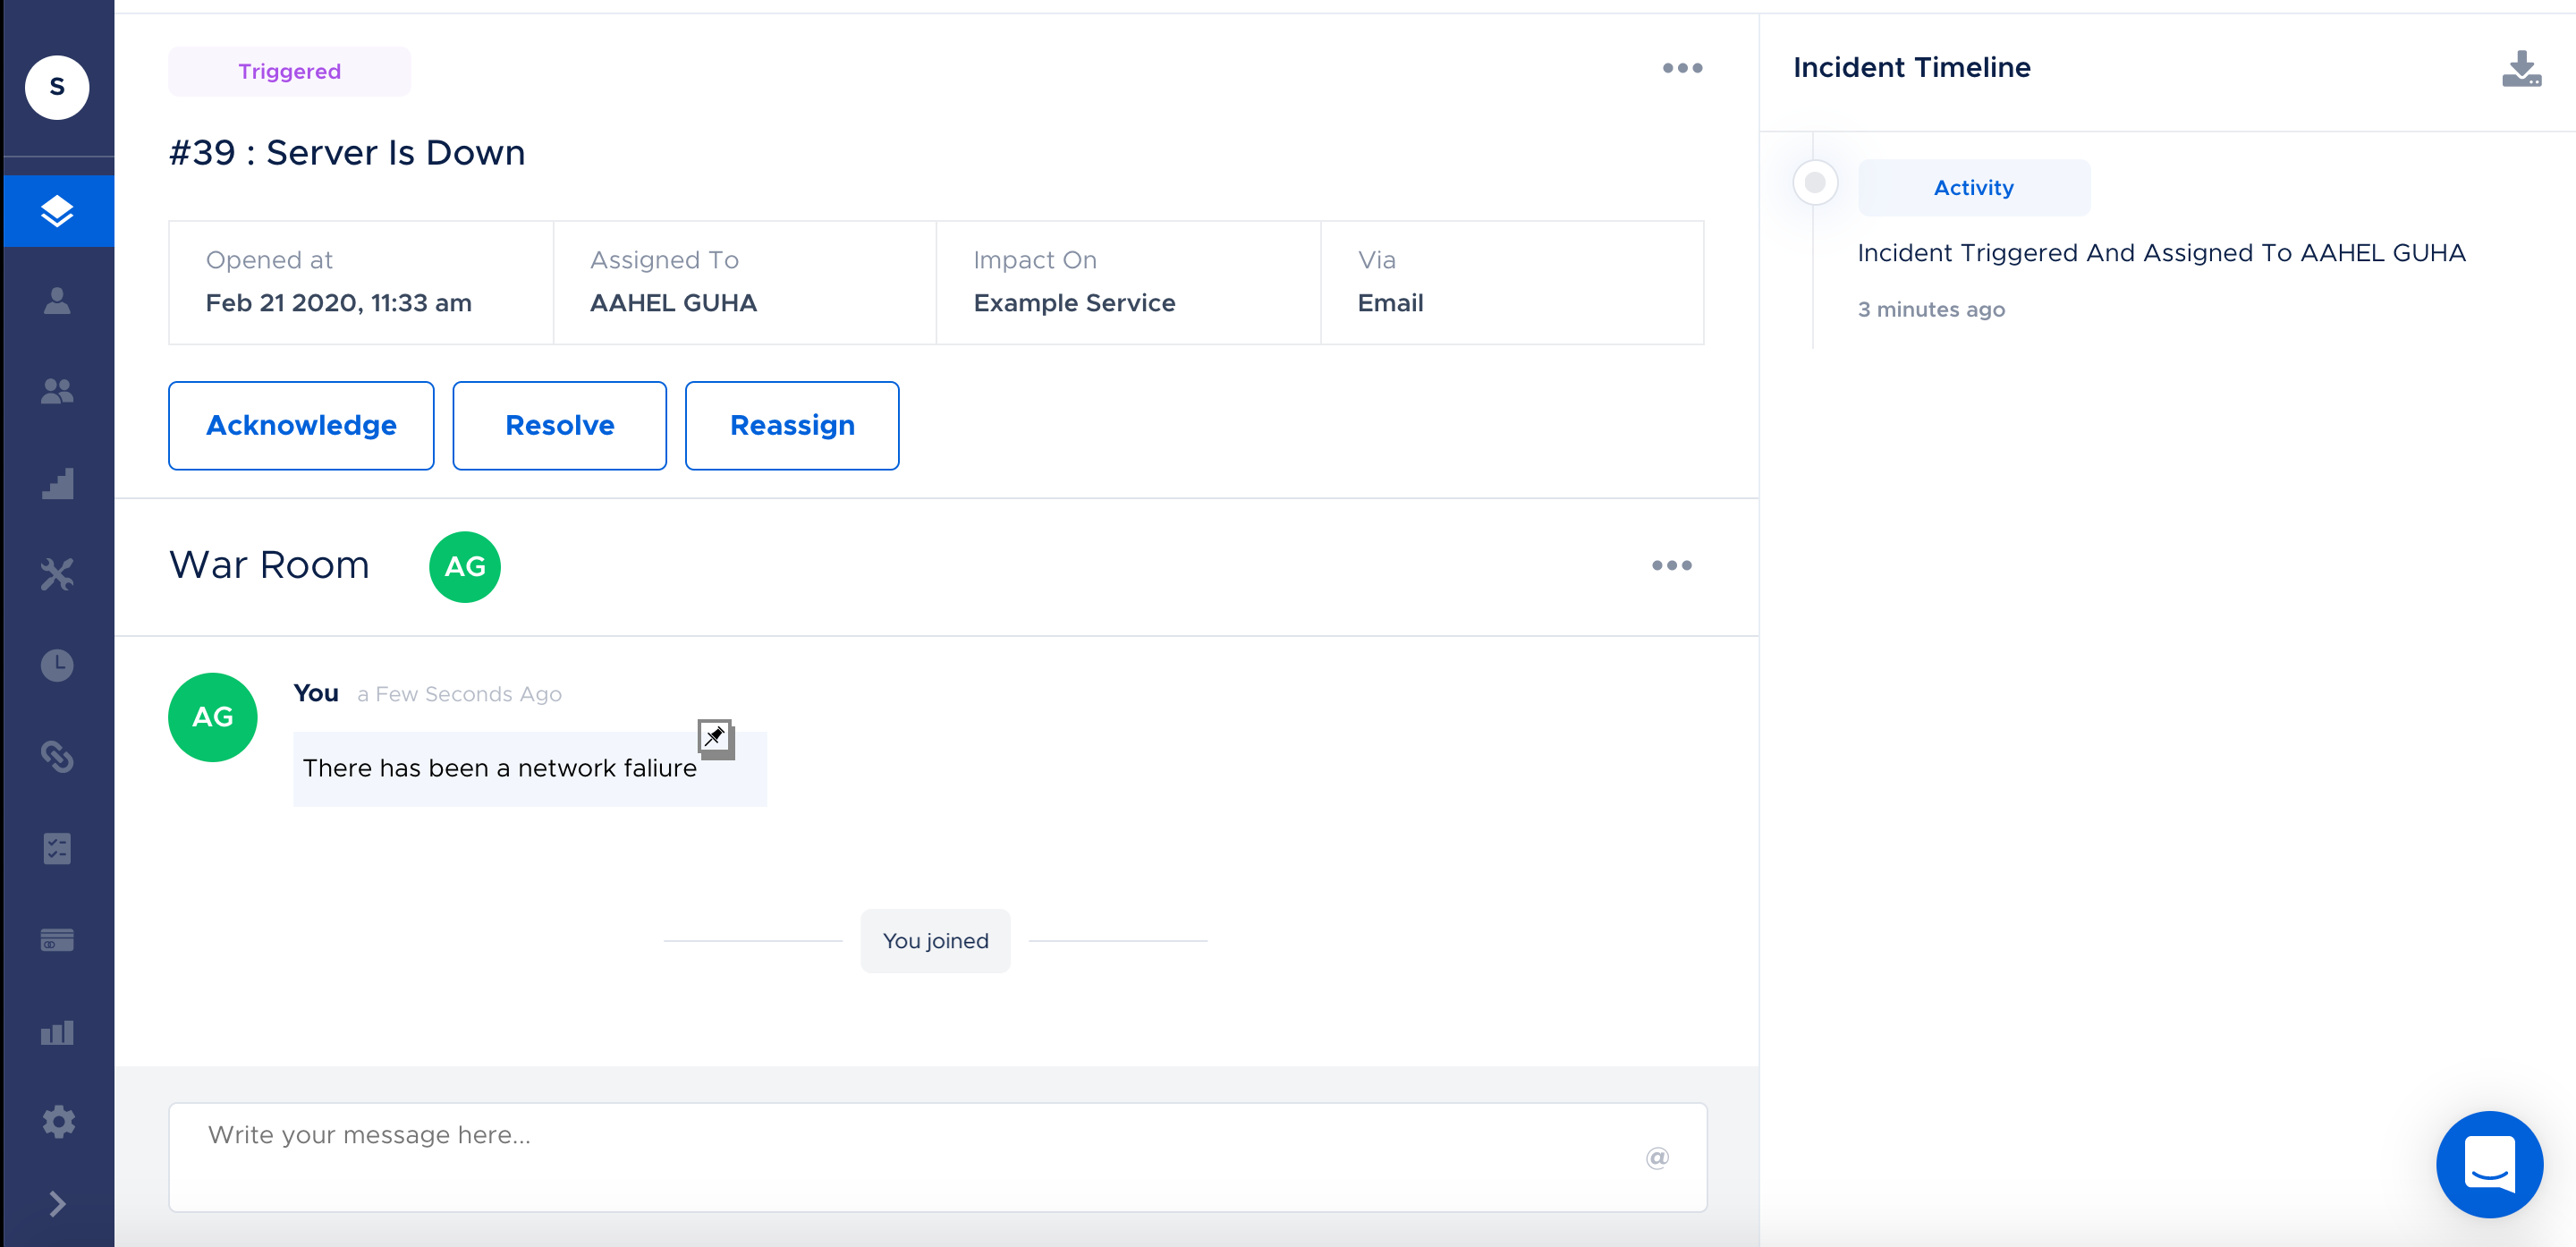 S
Triggered
#39 : Server Is Down
Opened at
Feb 21 2020, 11:33 am
Assigned To
AAHEL GUHA
Impact On
Example Service
Via
Email
Acknowledge
Resolve
Reassign
War Room
AG
AG
You a Few Seconds Ago
There has been a network faliure
You joined
Write your message here...
@
Incident Timeline
Activity
Incident Triggered And Assigned To AAHEL GUHA
3 minutes ago